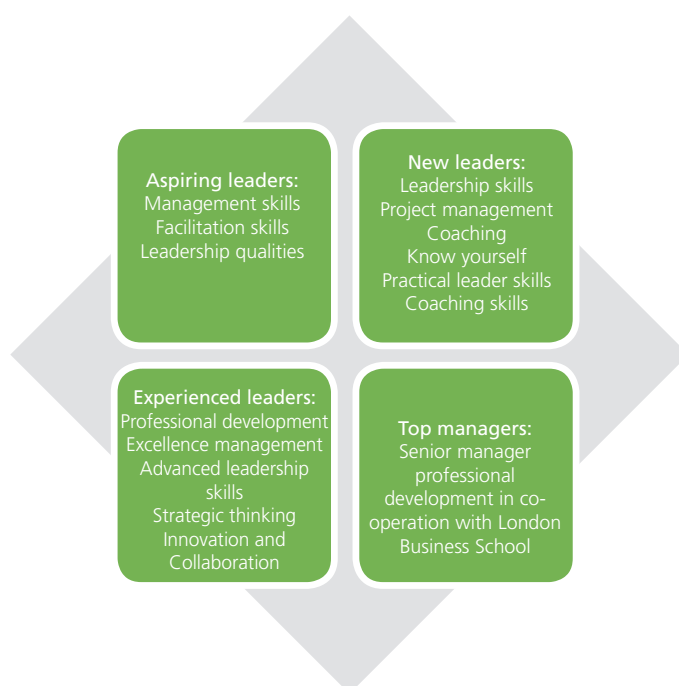 Aspiring leaders:
Management skills
Facilitation skills
Leadership qualities
New leaders:
Leadership skills
Project management
Coaching
Know yourself
Practical leader skills
Coaching skills
Experienced leaders:
Professional development
Excellence management
Advanced leadership
skills
Strategic thinking
Innovation and
Collaboration
Top managers:
Senior manager
professional
development in co-
operation with London
Business School